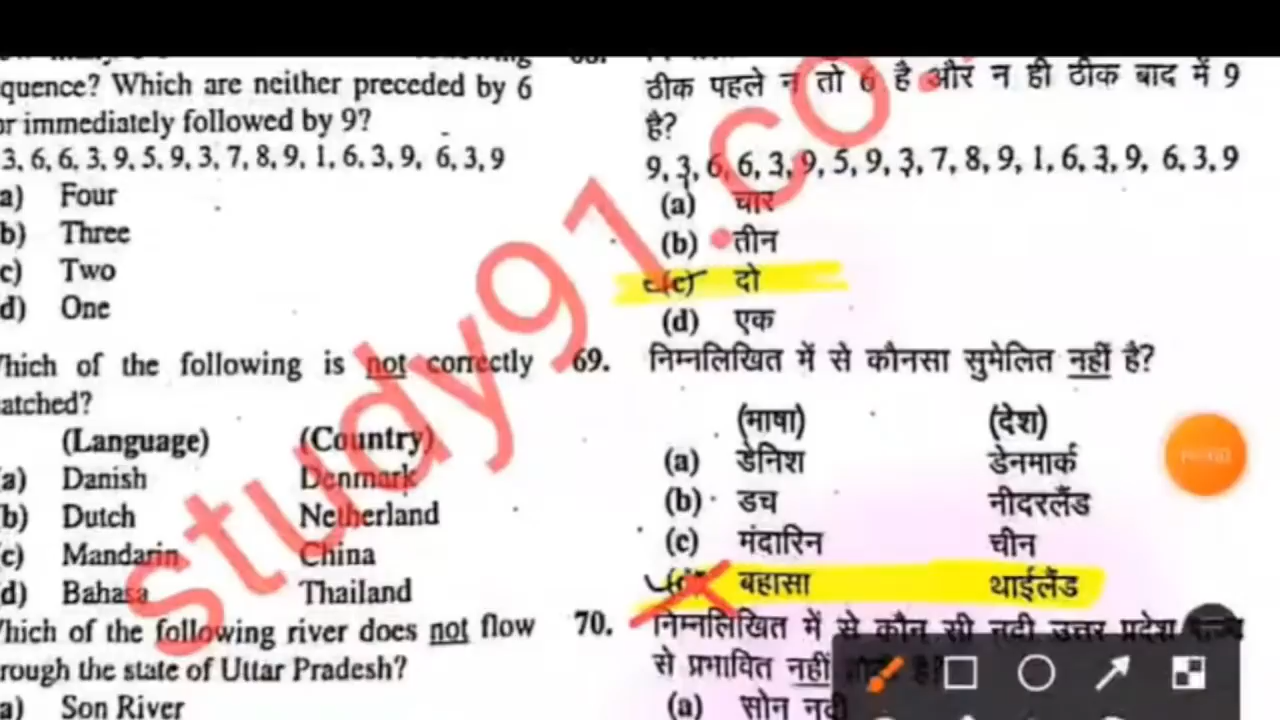 quence? Which are neither preceded by 6
or immediately followed by 9?
3, 6, 6, 3, 9, 5, 9, 3, 7, 8, 9, 1, 6, 3, 9, 6, 3, 9
a) Four
b) Three
c) Two
d) One
hich of the following is not correctly
atched?
(Language) (Country)
a) Danish Denmark
b) Dutch Netherland
c) Mandarin China
d) Bahasa Thailand
hich of the following river does not flow
rough the state of Uttar Pradesh?
a) Son River
ठीक पहले न तो 6 है और न ही ठीक बाद में 9
है?
9, 3, 6, 6, 3, 9, 5, 9, 3, 7, 8, 9, 1, 6, 3, 9, 6, 3, 9
(a) चार
(b) तीन
(c) दो
(d) एक
69. निम्नलिखित में से कौनसा सुमेलित नहीं है?
(भाषा) (देश)
(a) डेनिश डेनमार्क
(b) डच नीदरलैंड
(c) मंदारिन चीन
(d) बहासा थाईलैंड
70. निम्नलिखित में से कौन सी नदी उत्तर प्रदेश राज्य
से प्रभावित नहीं होती है?
(a) सोन नदी
study91.co.